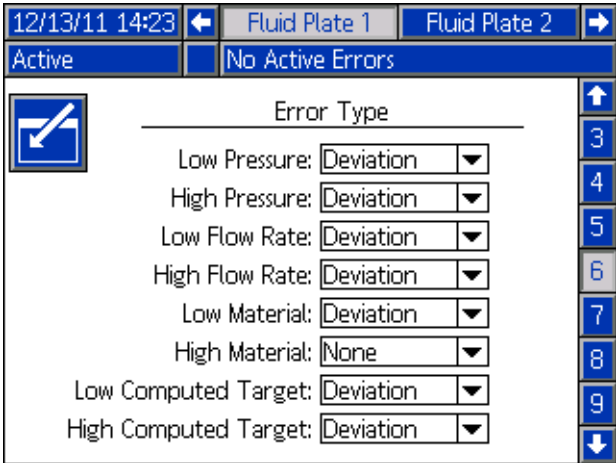 12/13/11 14:23 Fluid Plate 1 Fluid Plate 2
Active No Active Errors
Error Type
Low Pressure: Deviation
High Pressure: Deviation
Low Flow Rate: Deviation
High Flow Rate: Deviation
Low Material: Deviation
High Material: None
Low Computed Target: Deviation
High Computed Target: Deviation
3
4
5
6
7
8
9